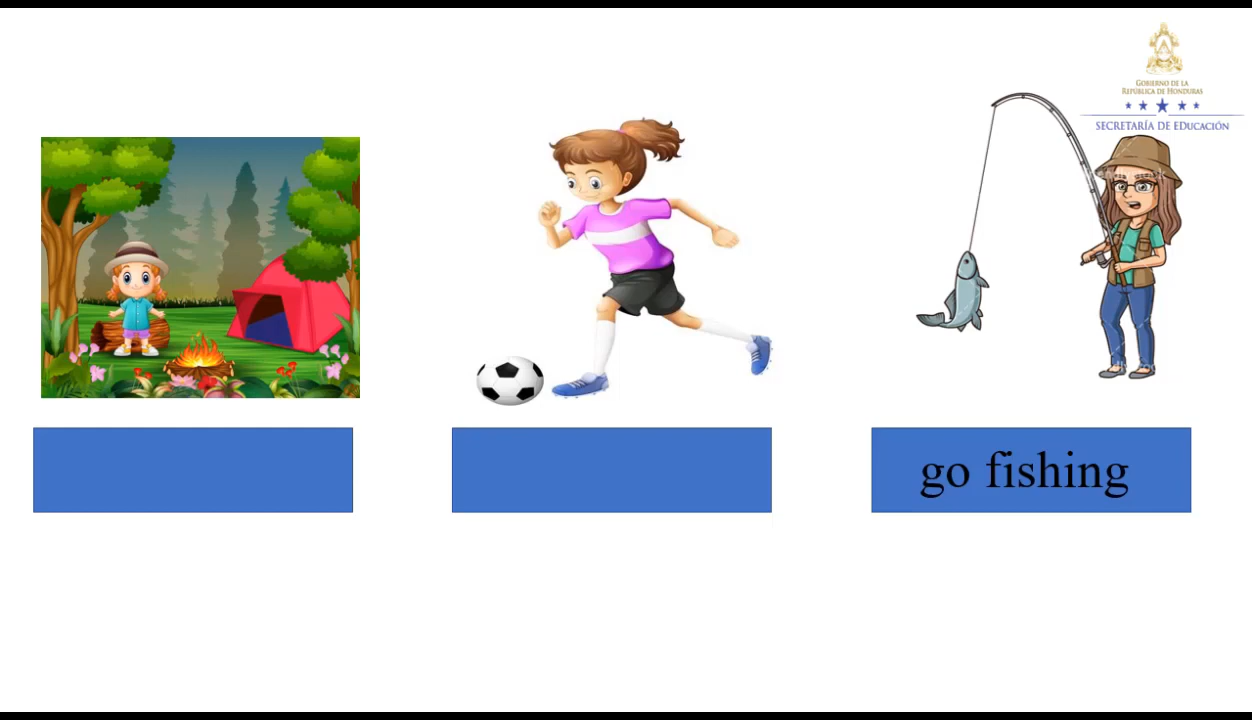 GOBIERNO DE LA
REPÚBLICA DE HONDURAS
SECRETARÍA DE EDUCACIÓN
go fishing